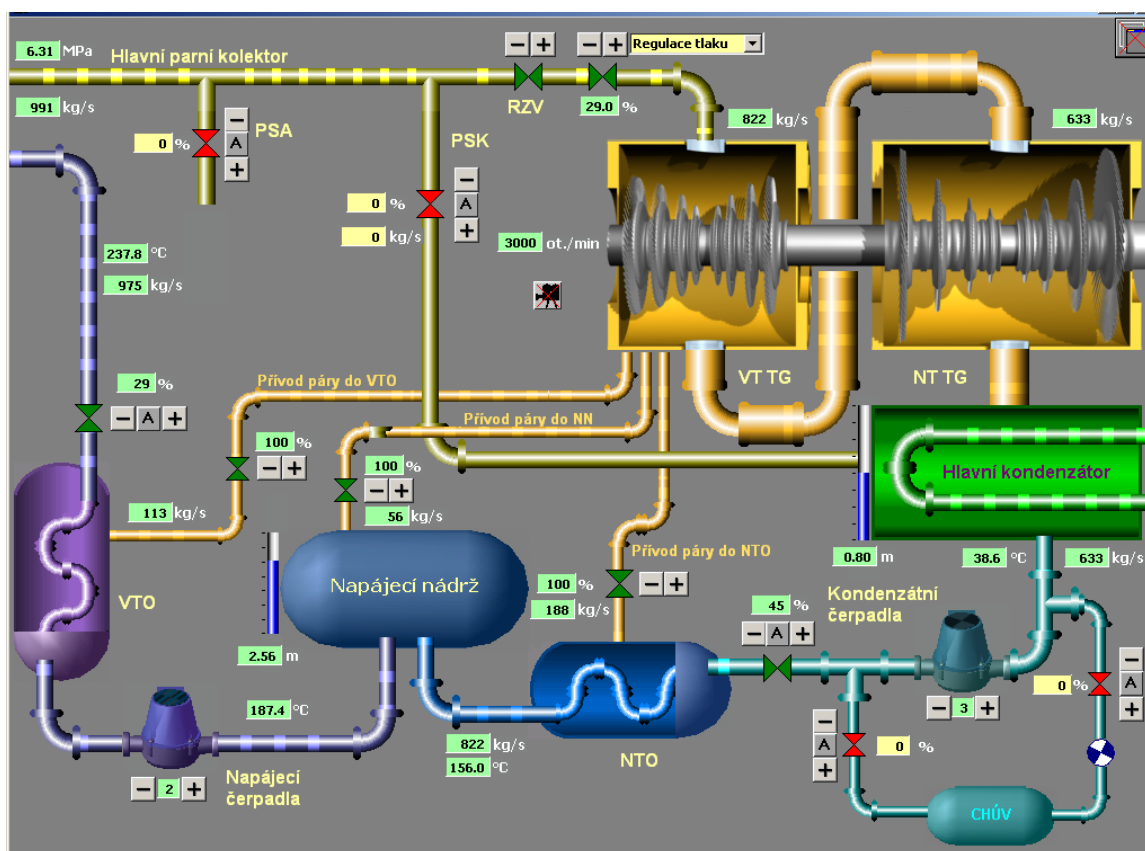 6.31 MPa
Hlavní parní kolektor
- + - + Regulace tlaku
991 kg/s
RZV
29.0 %
822 kg/s
633 kg/s
0 %
-
A
+
PSA
PSK
0 %
0 kg/s
-
A
+
237.8 °C
975 kg/s
3000 ot./min
VT TG
NT TG
29 %
- A +
Přívod páry do VTO
Přívod páry do NN
100 %
- +
100 %
- +
56 kg/s
113 kg/s
Hlavní kondenzátor
0.80 m
38.6 °C
633 kg/s
Přívod páry do NTO
100 %
- +
188 kg/s
Napájecí nádrž
VTO
2.56 m
45 %
- A +
Kondenzátní
čerpadla
- 3 +
0 %
-
A
+
187.4 °C
822 kg/s
156.0 °C
NTO
-
A
+
0 %
- 2 +
Napájecí
čerpadla
CHÚV